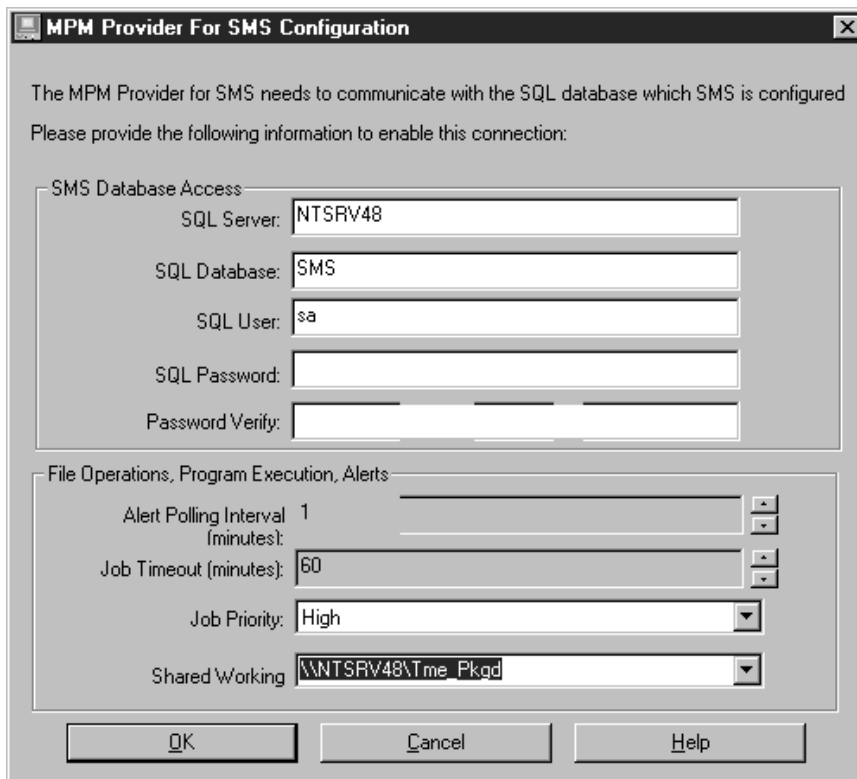 MPM Provider For SMS Configuration
The MPM Provider for SMS needs to communicate with the SQL database which SMS is configured
Please provide the following information to enable this connection:
SMS Database Access
SQL Server: NTSRV48
SQL Database: SMS
SQL User: sa
SQL Password:
Password Verify:
File Operations, Program Execution, Alerts
Alert Polling Interval 1
(minutes):
Job Timeout (minutes): 60
Job Priority: High
Shared Working \\NTSRV48\Tme_Pkgd
OK Cancel Help